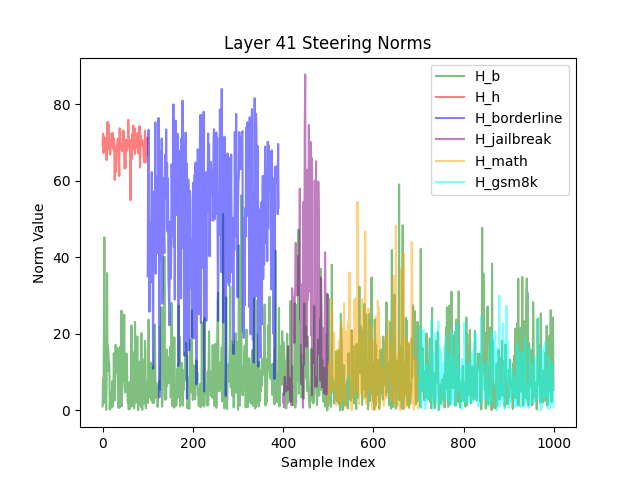 Layer 41 Steering Norms
H_b
H_h
H_borderline
H_jailbreak
H_math
H_gsm8k
Norm Value
80
60
40
20
0
0 200 400 600 800 1000
Sample Index